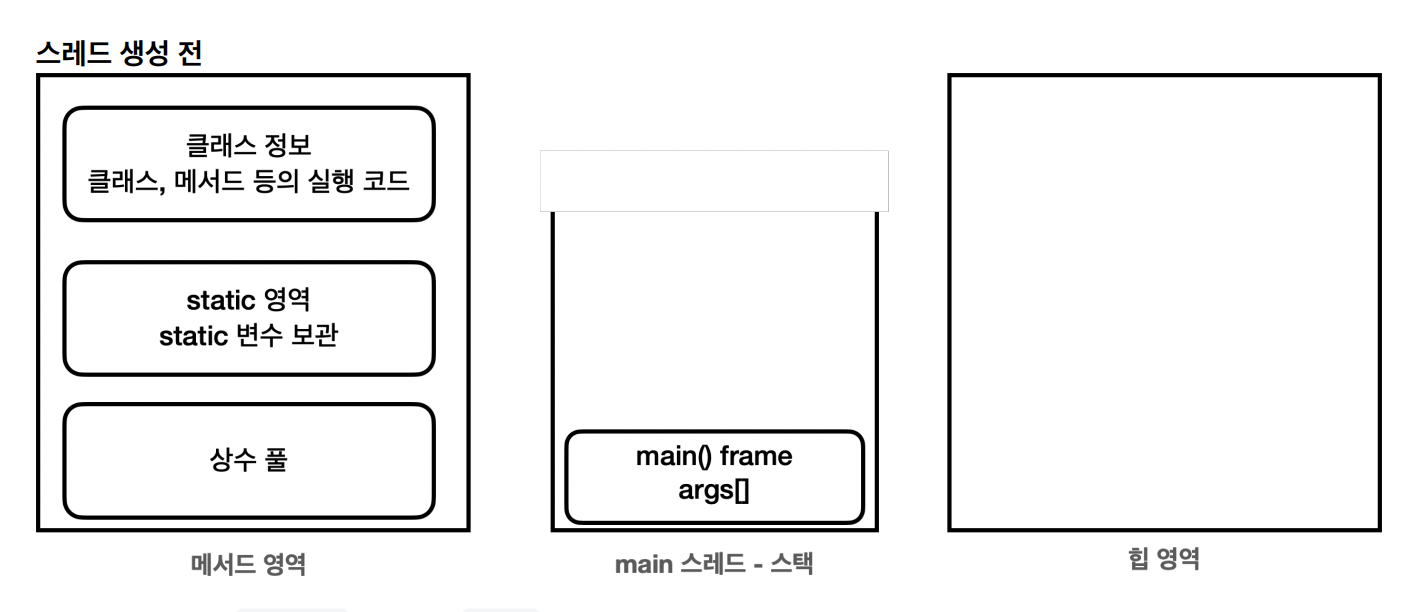 스레드 생성 전
클래스 정보
클래스, 메서드 등의 실행 코드
static 영역
static 변수 보관
상수 풀
메서드 영역
main() frame
args[]
main 스레드 - 스택
힙 영역